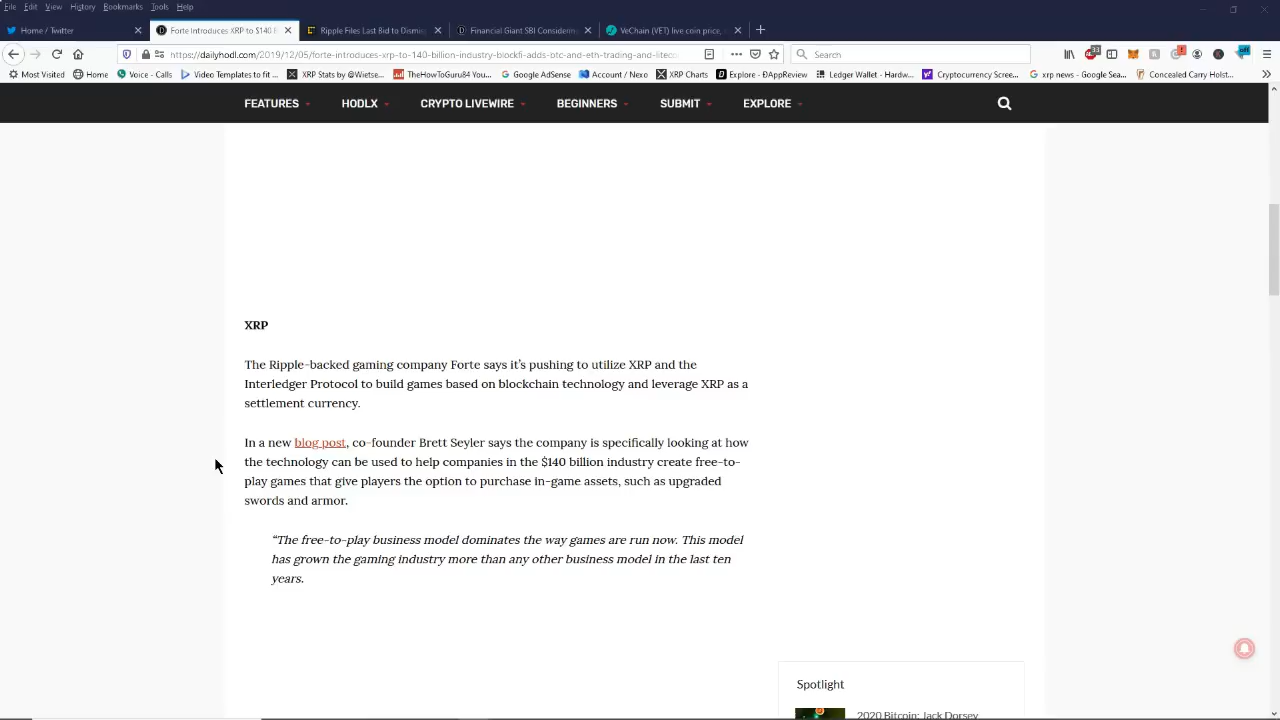 File Edit View History Bookmarks Tools Help
Home / Twitter
Forte Introduces XRP to $140 B
Ripple Files Last Bid to Dismis
Financial Giant SBI Considerin
VeChain (VET) live coin price,
https://dailyhodl.com/2019/12/05/forte-introduces-xrp-to-140-billion-industry-blockfi-adds-btc-and-eth-trading-and-liteco
Search
Most Visited Home Voice - Calls Video Templates to fit ... XRP Stats by @Wietse... TheHowToGuru84 You... Google AdSense Account / Nexo XRP Charts Explore - ÐAppReview Ledger Wallet - Hardw... Cryptocurrency Scree... xrp news - Google Sea... Concealed Carry Holst...
FEATURES HODLX CRYPTO LIVEWIRE BEGINNERS SUBMIT EXPLORE
XRP
The Ripple-backed gaming company Forte says it's pushing to utilize XRP and the
Interledger Protocol to build games based on blockchain technology and leverage XRP as a
settlement currency.
In a new blog post, co-founder Brett Seyler says the company is specifically looking at how
the technology can be used to help companies in the $140 billion industry create free-to-
play games that give players the option to purchase in-game assets, such as upgraded
swords and armor.
“The free-to-play business model dominates the way games are run now. This model
has grown the gaming industry more than any other business model in the last ten
years.
Spotlight
2020 Bitcoin: Jack Dorsey